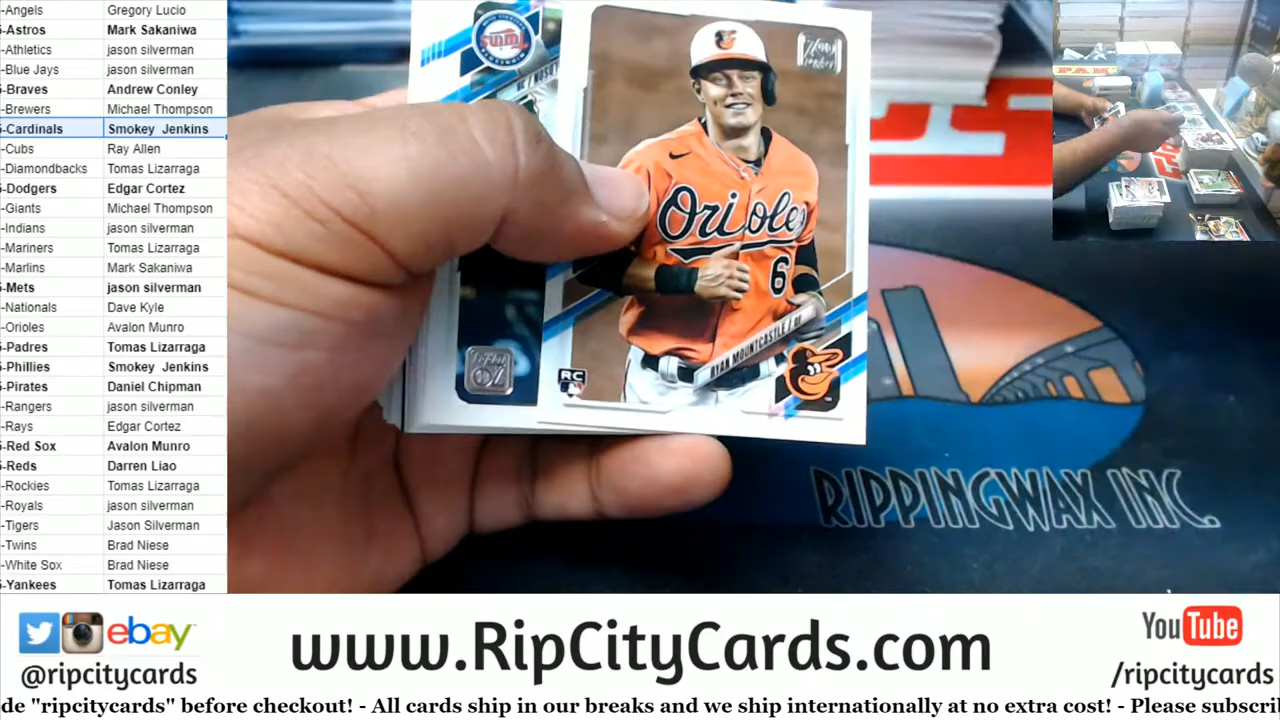 -Angels Gregory Lucio
-Astros Mark Sakaniwa
-Athletics jason silverman
-Blue Jays jason silverman
-Braves Andrew Conley
-Brewers Michael Thompson
-Cardinals Smokey Jenkins
-Cubs Ray Allen
-Diamondbacks Tomas Lizarraga
-Dodgers Edgar Cortez
-Giants Michael Thompson
-Indians jason silverman
-Mariners Tomas Lizarraga
-Marlins Mark Sakaniwa
-Mets jason silverman
-Nationals Dave Kyle
-Orioles Avalon Munro
-Padres Tomas Lizarraga
-Phillies Smokey Jenkins
-Pirates Daniel Chipman
-Rangers jason silverman
-Rays Edgar Cortez
-Red Sox Avalon Munro
-Reds Darren Liao
-Rockies Tomas Lizarraga
-Royals jason silverman
-Tigers Jason Silverman
-Twins Brad Niese
-White Sox Brad Niese
-Yankees Tomas Lizarraga
Twins
Orioles
6
RYAN MOUNTCASTLE / OF
RC
RIPPINGWAX INC.
ebay
@ripcitycards
www.RipCityCards.com
YouTube
/ripcitycards
de "ripcitycards" before checkout! - All cards ship in our breaks and we ship internationally at no extra cost! - Please subscri